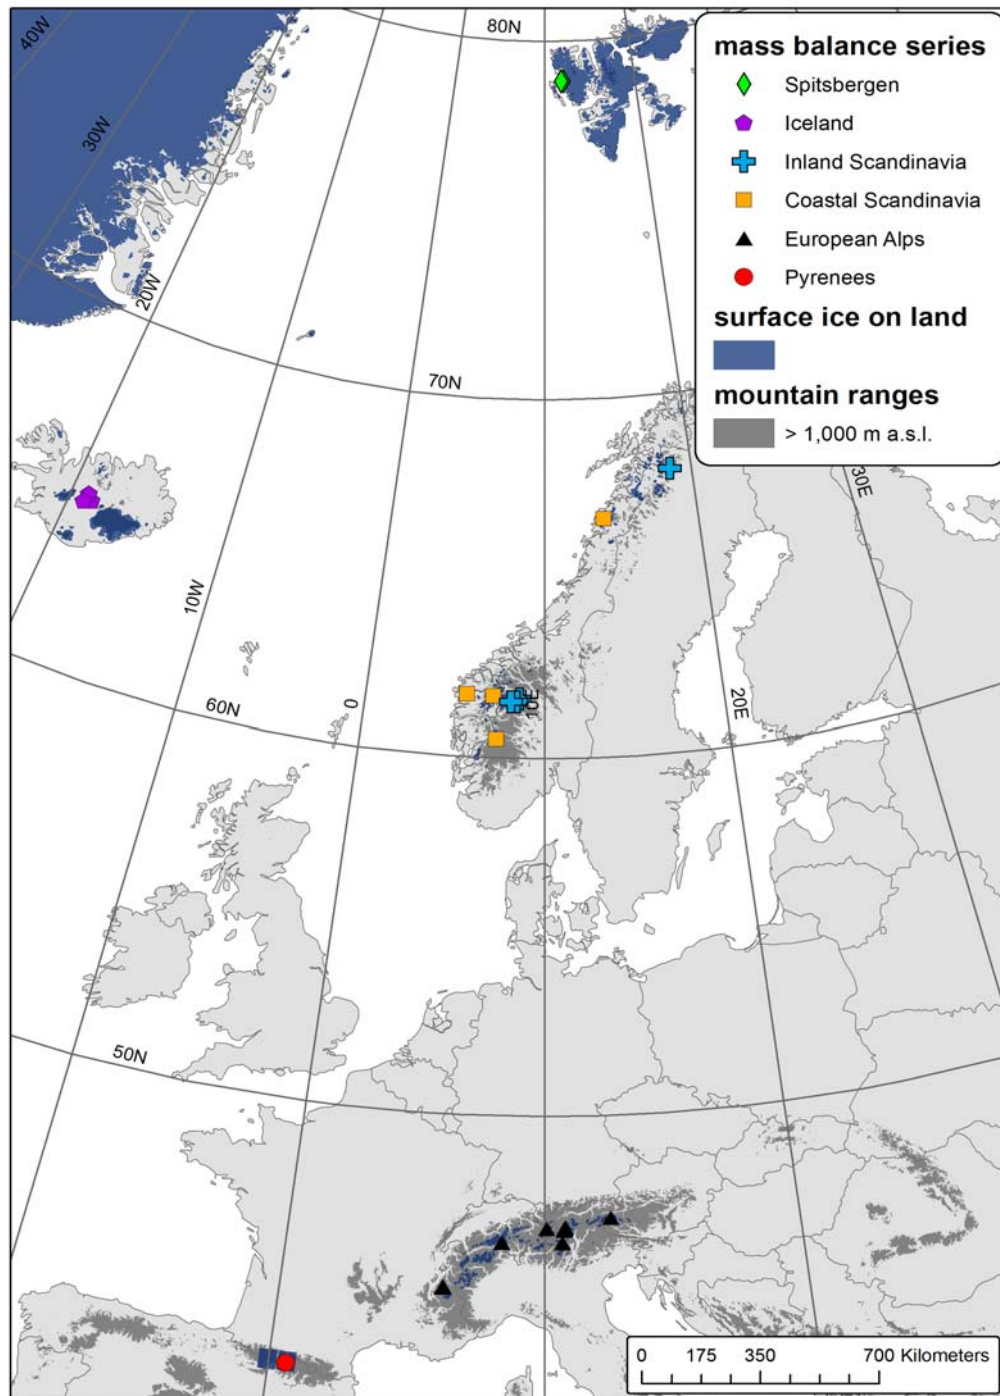 40W
80N
mass balance series
Spitsbergen
Iceland
Inland Scandinavia
Coastal Scandinavia
European Alps
Pyrenees
surface ice on land
mountain ranges
> 1,000 m a.s.l.
30W
20W
70N
30E
10W
60N
0
10E
20E
50N
0 175 350 700 Kilometers